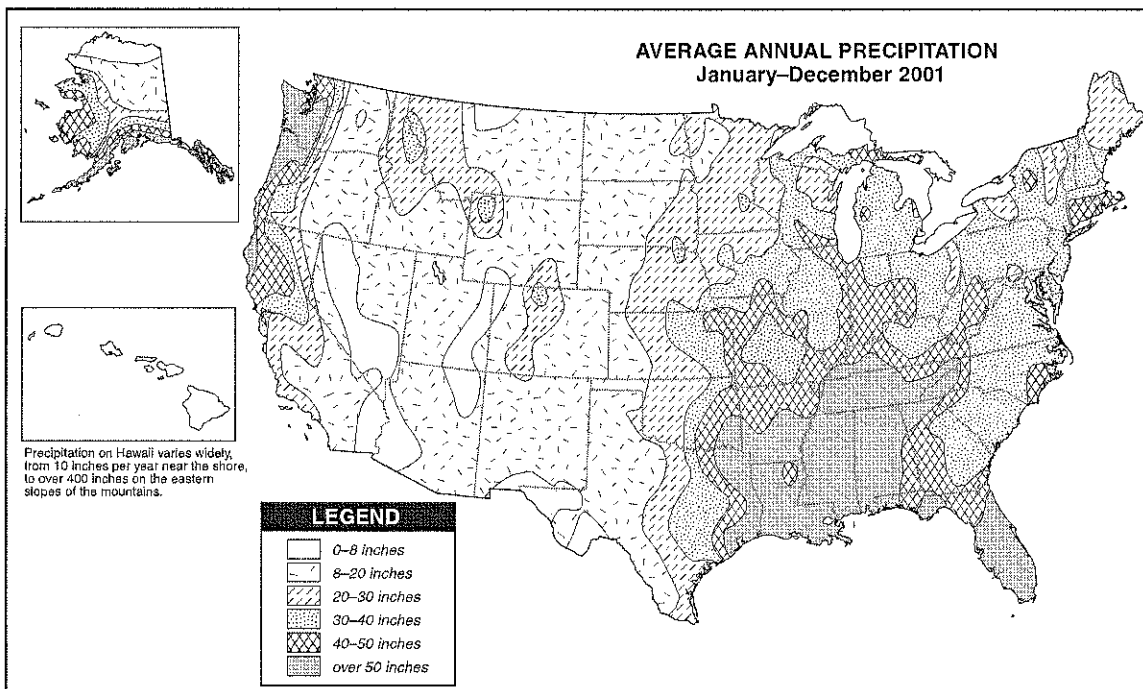 AVERAGE ANNUAL PRECIPITATION
January–December 2001
Precipitation on Hawaii varies widely,
from 10 inches per year near the shore,
to over 400 inches on the eastern
slopes of the mountains.
LEGEND
0–8 inches
8–20 inches
20–30 inches
30–40 inches
40–50 inches
over 50 inches